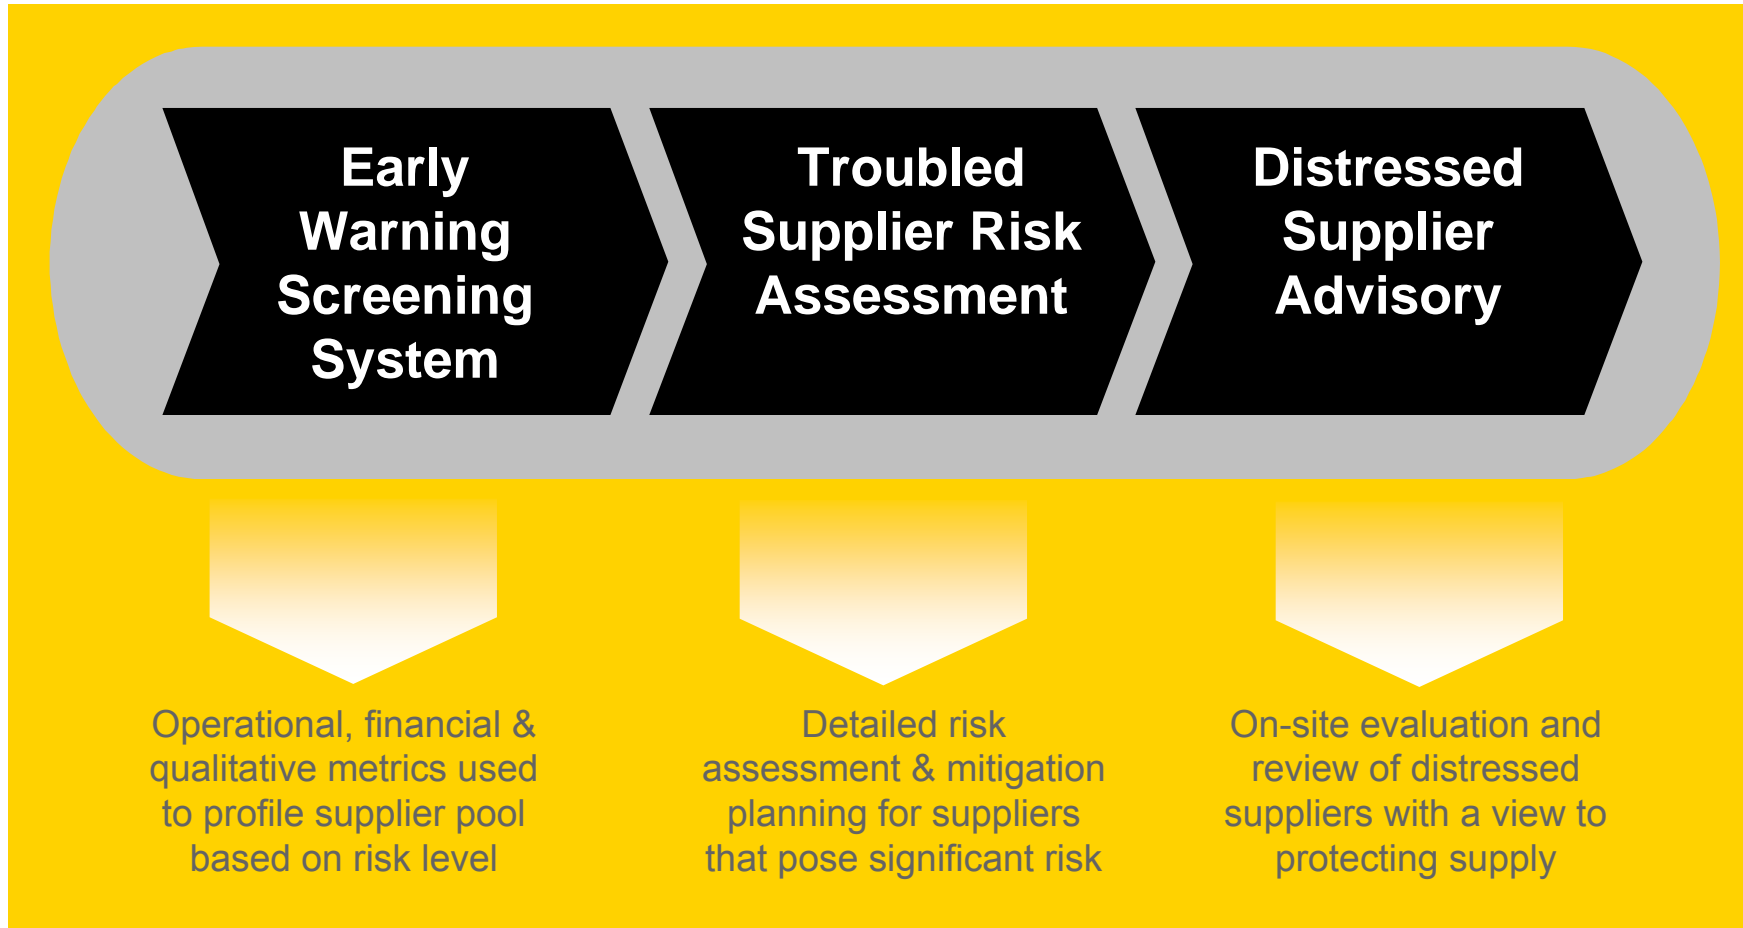 Early
Warning
Screening
System
Troubled
Supplier Risk
Assessment
Distressed
Supplier
Advisory
Operational, financial &
qualitative metrics used
to profile supplier pool
based on risk level
Detailed risk
assessment & mitigation
planning for suppliers
that pose significant risk
On-site evaluation and
review of distressed
suppliers with a view to
protecting supply